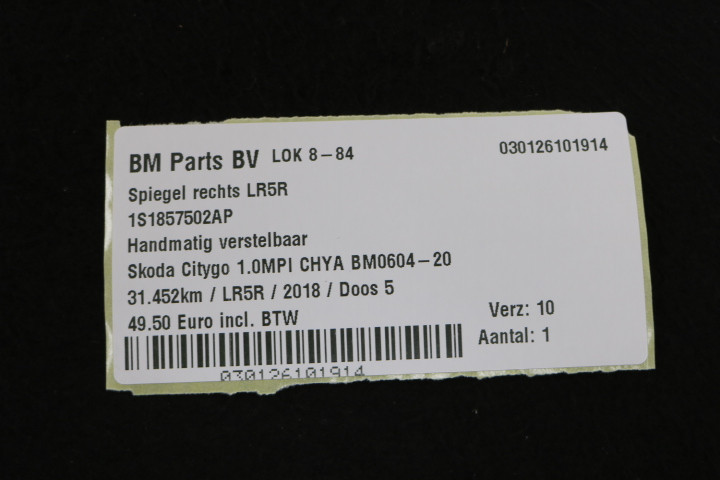 BM Parts BV LOK 8-84 030126101914
Spiegel rechts LR5R
1S1857502AP
Handmatig verstelbaar
Skoda Citygo 1.0MPI CHYA BM0604-20
31.452km / LR5R / 2018 / Doos 5
49.50 Euro incl. BTW
Verz: 10
Aantal: 1
030126101914